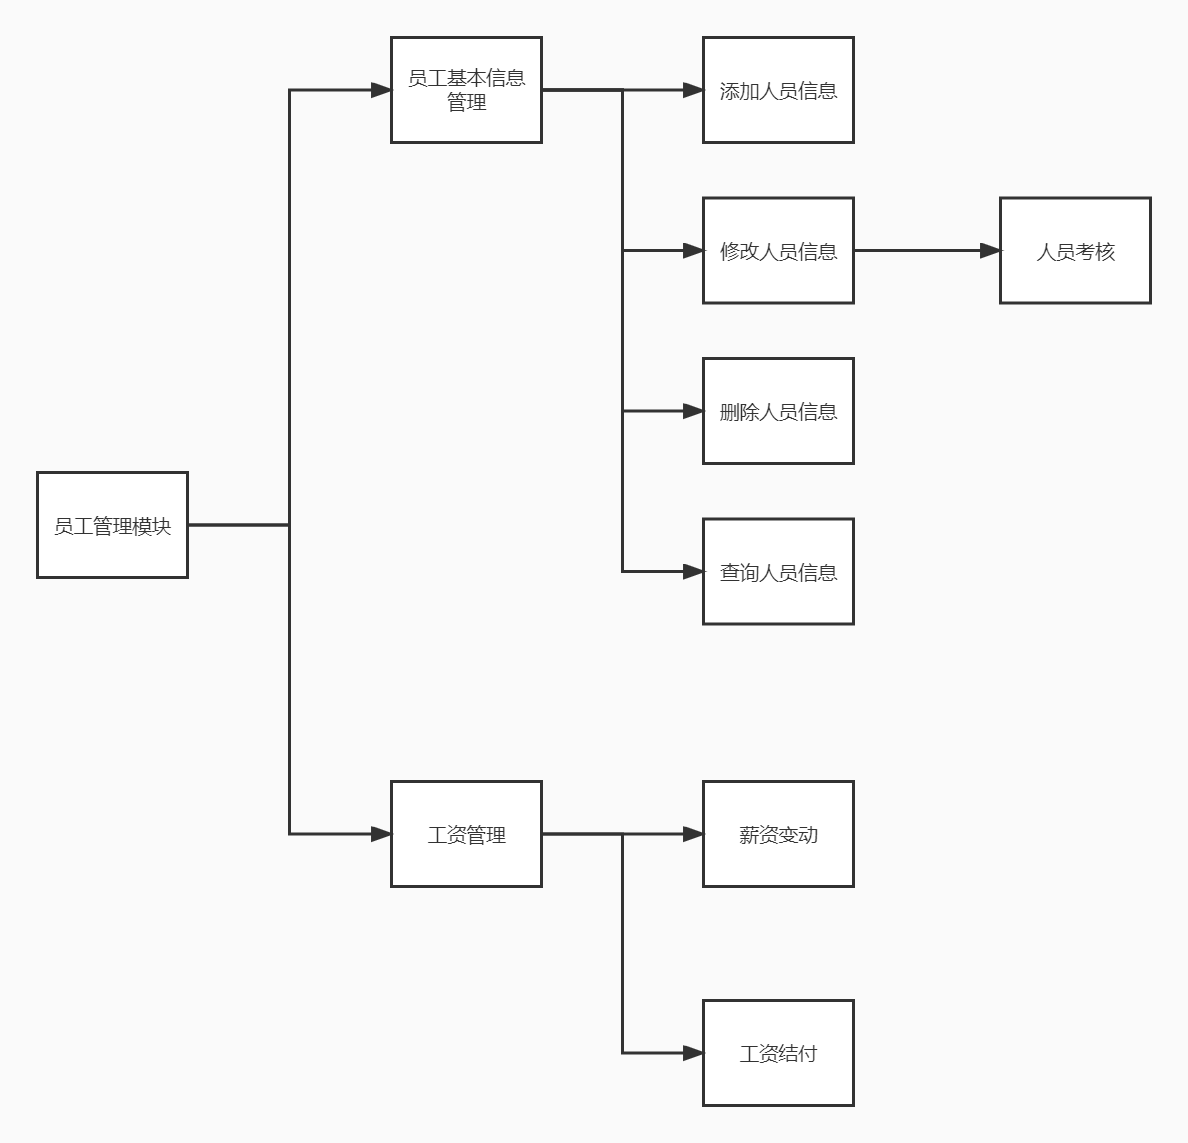 员工基本信息
管理
添加人员信息
修改人员信息
人员考核
删除人员信息
员工管理模块
查询人员信息
工资管理
薪资变动
工资结付